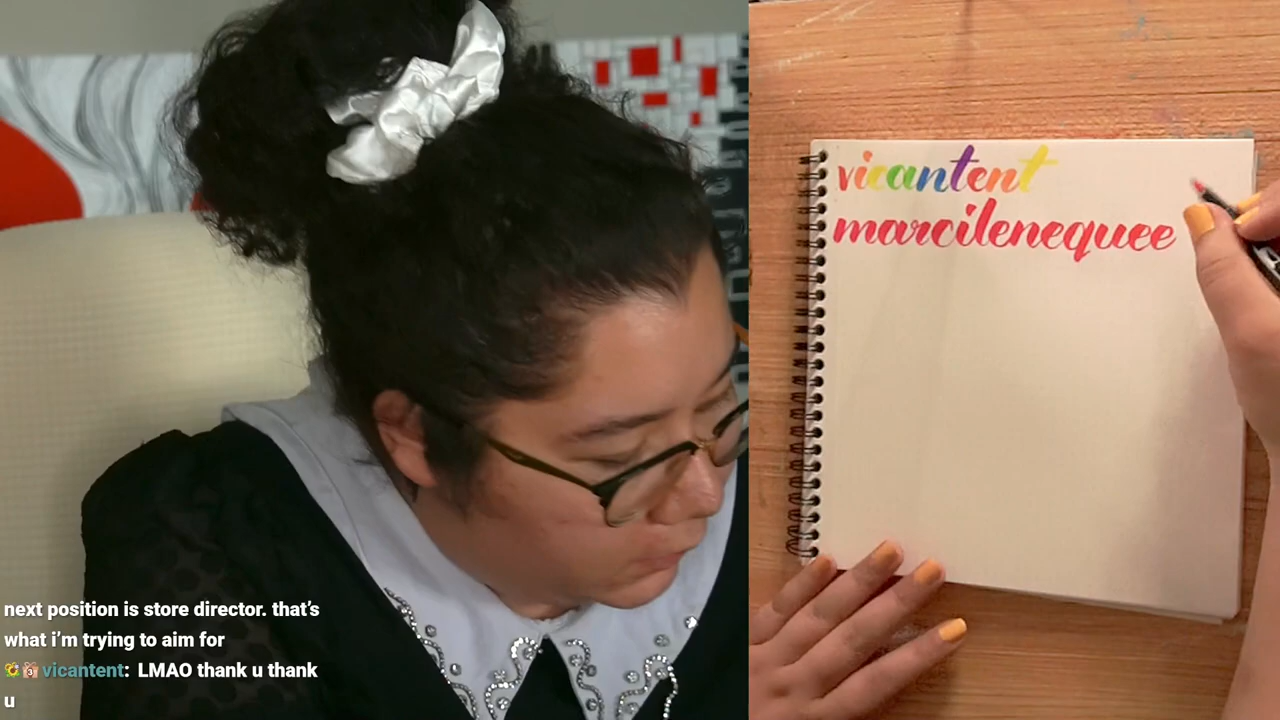 next position is store director. that's
what i'm trying to aim for
vicantent: LMAO thank u thank
u
vicantent
marcilenequee